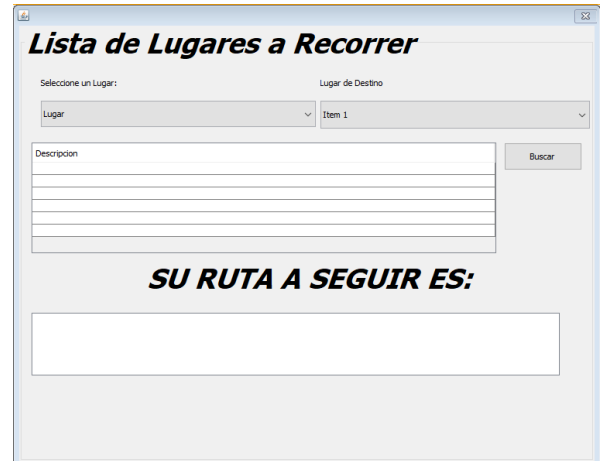 Lista de Lugares a Recorrer
Seleccione un Lugar:
Lugar de Destino
Lugar
Item 1
Descripcion
Buscar
SU RUTA A SEGUIR ES: